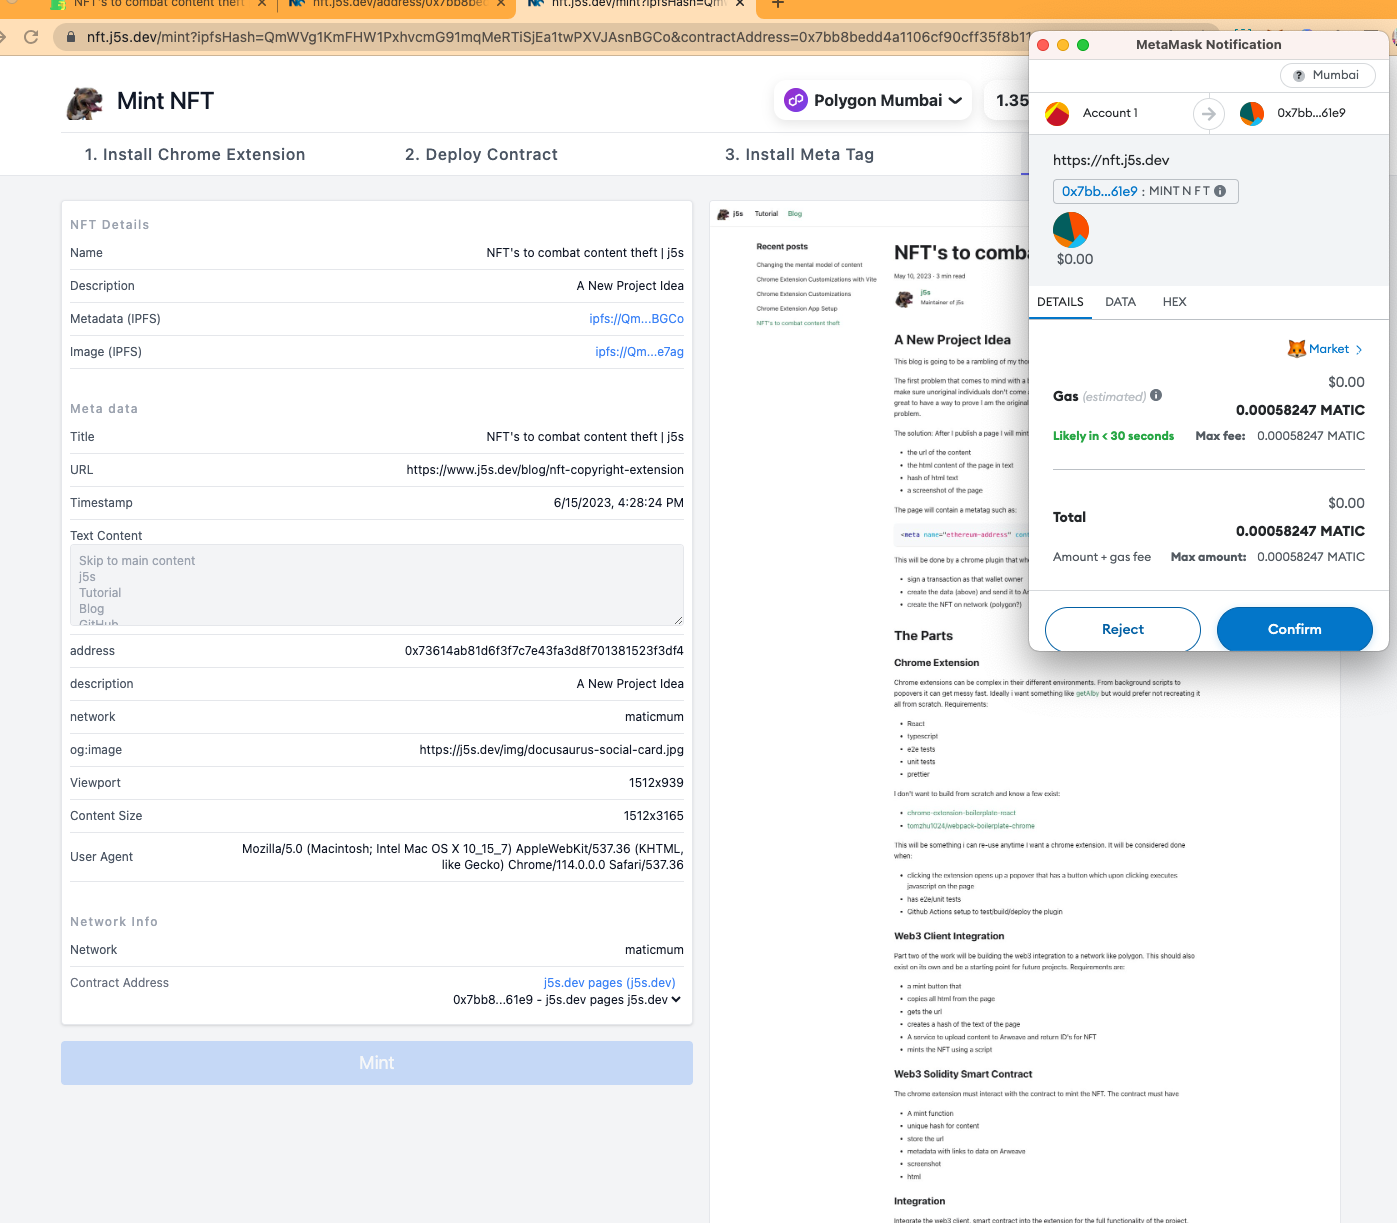 NFT's to combat content theft
nft.j5s.dev/address/0x7bb8bed
nft.j5s.dev/mint?ipfsHash=Qm
nft.j5s.dev/mint?ipfsHash=QmWVg1KmFHW1PxhvcmG91mqMeRTiSjEa1twPXVJAsnBGCo&contractAddress=0x7bb8bedd4a1106cf90cff35f8b11
Mint NFT
Polygon Mumbai
1.35
1. Install Chrome Extension
2. Deploy Contract
3. Install Meta Tag
NFT Details
Name
NFT's to combat content theft | j5s
Description
A New Project Idea
Metadata (IPFS)
ipfs://Qm...BGCo
Image (IPFS)
ipfs://Qm...e7ag
Meta data
Title
NFT's to combat content theft | j5s
URL
https://www.j5s.dev/blog/nft-copyright-extension
Timestamp
6/15/2023, 4:28:24 PM
Text Content
Skip to main content
j5s
Tutorial
Blog
GitHub
address
0x73614ab81d6f3f7c7e43fa3d8f701381523f3df4
description
A New Project Idea
network
maticmum
og:image
https://j5s.dev/img/docusaurus-social-card.jpg
Viewport
1512x939
Content Size
1512x3165
User Agent
Mozilla/5.0 (Macintosh; Intel Mac OS X 10_15_7) AppleWebKit/537.36 (KHTML,
like Gecko) Chrome/114.0.0.0 Safari/537.36
Network Info
Network
maticmum
Contract Address
j5s.dev pages (j5s.dev)
0x7bb8...61e9 - j5s.dev pages j5s.dev
Mint
j5s Tutorial Blog
Recent posts
Changing the mental model of content
Chrome Extension Customizations with Vite
Chrome Extension Customizations
Chrome Extension App Setup
NFT's to combat content theft
NFT's to comb
May 10, 2023 · 3 min read
j5s
Maintainer of j5s
A New Project Idea
This blog is going to be a rambling of my tho
The first problem that comes to mind with a
make sure unoriginal individuals don't come
great to have a way to prove I am the original
problem.
The solution: After I publish a page I will mint
• the url of the content
• the html content of the page in text
• hash of html text
• a screenshot of the page
The page will contain a metatag such as:
<meta name="ethereum-address" cont
This will be done by a chrome plugin that whe
• sign a transaction as that wallet owner
• create the data (above) and send it to Ar
• create the NFT on network (polygon?)
The Parts
Chrome Extension
Chrome extensions can be complex in their different environments. From background scripts to
popovers it can get messy fast. Ideally i want something like getAlby but would prefer not recreating it
all from scratch. Requirements:
• React
• typescript
• e2e tests
• unit tests
• prettier
I don't want to build from scratch and know a few exist:
• chrome-extension-boilerplate-react
• tomzhu1024/webpack-boilerplate-chrome
This will be something i can re-use anytime I want a chrome extension. It will be considered done
when:
• clicking the extension opens up a popover that has a button which upon clicking executes
javascript on the page
• has e2e/unit tests
• Github Actions setup to test/build/deploy the plugin
Web3 Client Integration
Part two of the work will be building the web3 integration to a network like polygon. This should also
exist on its own and be a starting point for future projects. Requirements are:
• a mint button that
• copies all html from the page
• gets the url
• creates a hash of the text of the page
• A service to upload content to Arweave and return ID's for NFT
• mints the NFT using a script
Web3 Solidity Smart Contract
The chrome extension must interact with the contract to mint the NFT. The contract must have
• A mint function
• unique hash for content
• store the url
• metadata with links to data on Arweave
• screenshot
• html
Integration
Integrate the web3 client, smart contract into the extension for the full functionality of the project.
MetaMask Notification
Mumbai
Account 1
0x7bb...61e9
https://nft.j5s.dev
0x7bb...61e9 : MINT N F T
$0.00
DETAILS
DATA
HEX
Market
Gas (estimated)
$0.00
0.00058247 MATIC
Likely in < 30 seconds
Max fee: 0.00058247 MATIC
Total
$0.00
0.00058247 MATIC
Amount + gas fee
Max amount: 0.00058247 MATIC
Reject
Confirm